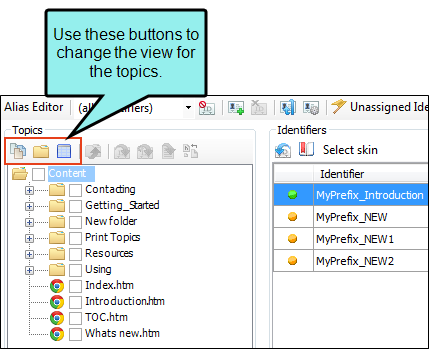 Use these buttons to
change the view for
the topics.
Alias Editor
Unassigned Ide
Topics
Identifiers
Select skin
Content
Contacting
Getting_Started
New folder
Print Topics
Resources
Using
Index.htm
Introduction.htm
TOC.htm
Whats new.htm
Identifier
MyPrefix_Introduction
MyPrefix_NEW
MyPrefix_NEW1
MyPrefix_NEW2